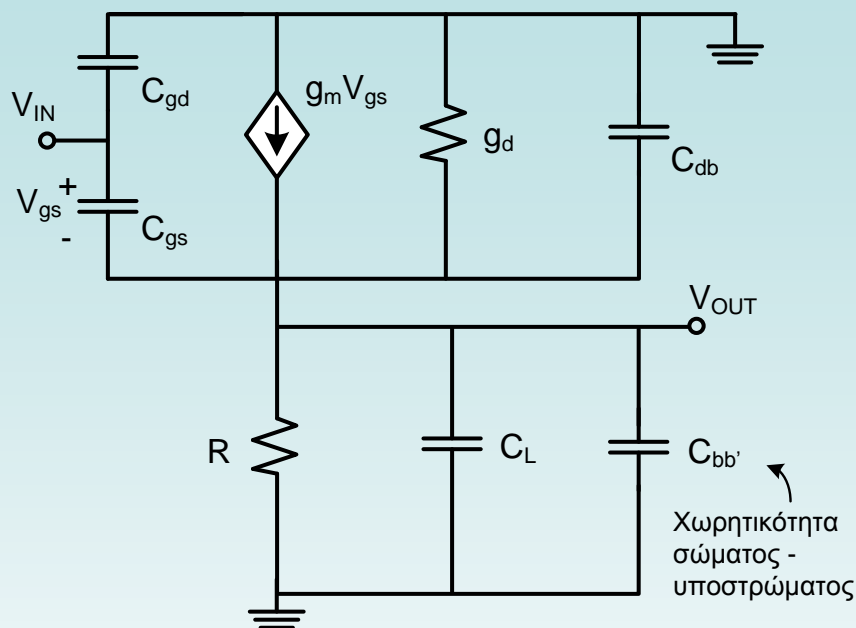 C_gd
g_mV_gs
V_IN
g_d
C_db
V_gs
+
-
C_gs
V_OUT
R
C_L
C_bb'
Χωρητικότητα
σώματος -
υποστρώματος